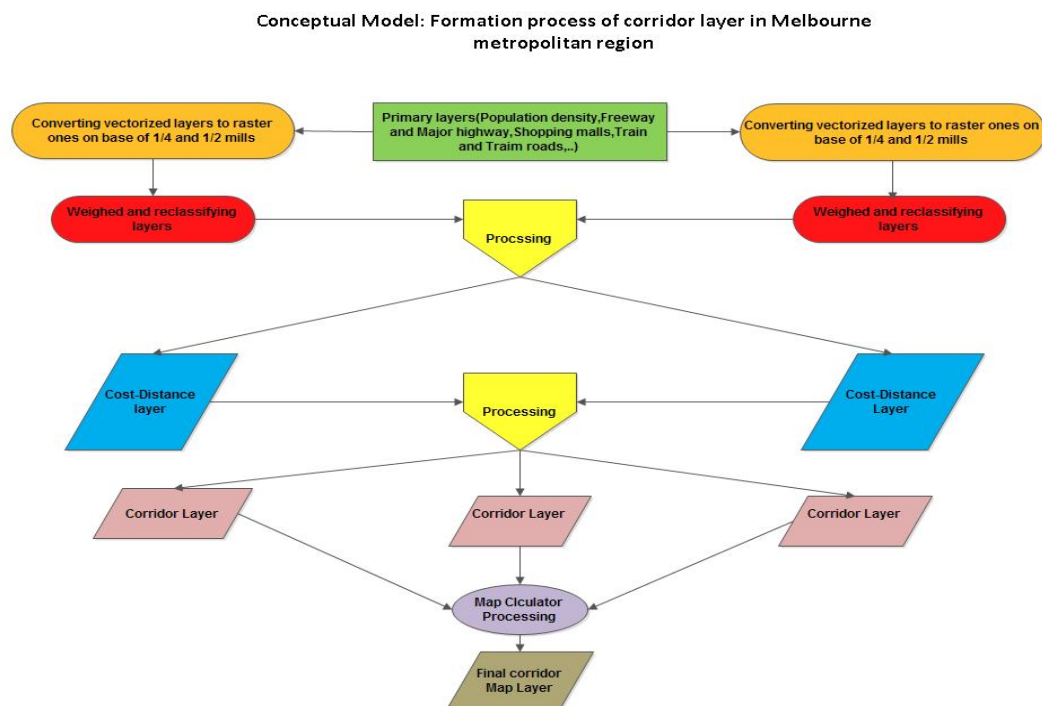 Conceptual Model: Formation process of corridor layer in Melbourne
metropolitan region
Converting vectorized layers to raster
ones on base of 1/4 and 1/2 mills
Primary layers(Population density,Freeway
and Major highway,Shopping malls,Train
and Traim roads,..)
Converting vectorized layers to raster ones on
base of 1/4 and 1/2 mills
Weighed and reclassifying
layers
Procssing
Weighed and reclassifying
layers
Cost-Distance
layer
Processing
Cost-Distance
Layer
Corridor Layer
Corridor Layer
Corridor Layer
Map Clculator
Processing
Final corridor
Map Layer